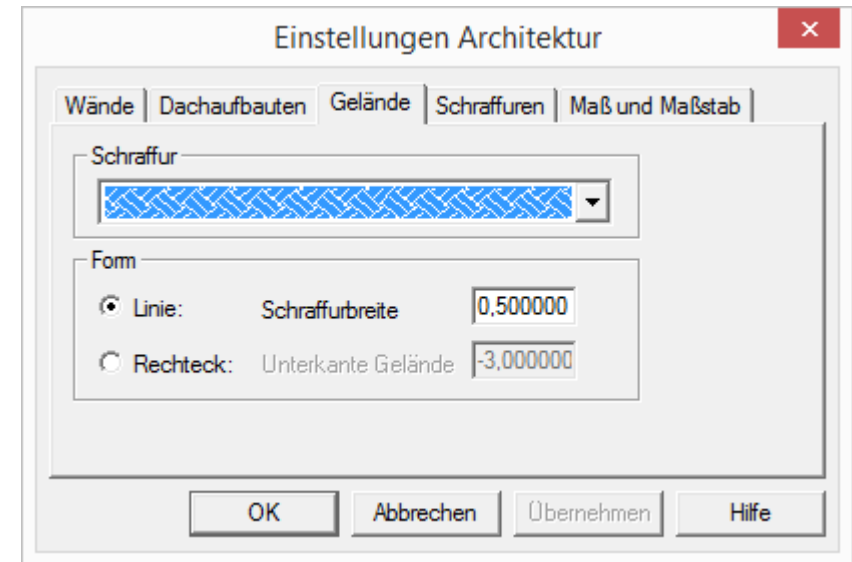 Einstellungen Architektur
Wände Dachaufbauten Gelände Schraffuren Maß und Maßstab
Schraffur
Form
Linie: Schraffurbreite 0,500000
Rechteck: Unterkante Gelände -3,000000
OK Abbrechen Übernehmen Hilfe